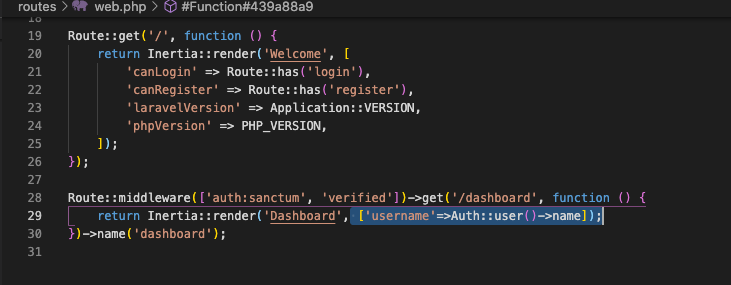 routes > web.php > #Function#439a88a9
18
19 Route::get('/', function () {
20     return Inertia::render('Welcome', [
21         'canLogin' => Route::has('login'),
22         'canRegister' => Route::has('register'),
23         'laravelVersion' => Application::VERSION,
24         'phpVersion' => PHP_VERSION,
25     ]);
26 });
27
28 Route::middleware(['auth:sanctum', 'verified'])->get('/dashboard', function () {
29     return Inertia::render('Dashboard', ['username'=>Auth::user()->name]);
30 })->name('dashboard');
31